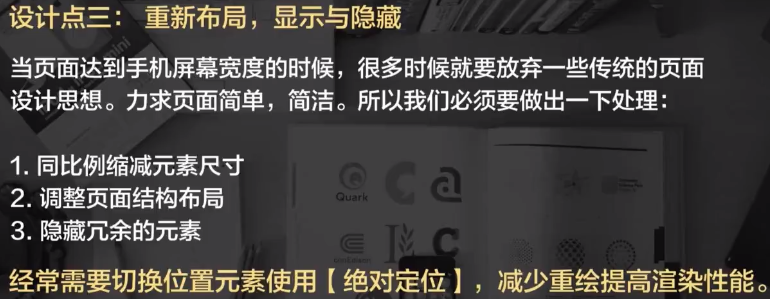 设计点三： 重新布局，显示与隐藏
当页面达到手机屏幕宽度的时候，很多时候就要放弃一些传统的页面
设计思想。力求页面简单，简洁。所以我们必须要做出一下处理：
1. 同比例缩减元素尺寸
2. 调整页面结构布局
3. 隐藏冗余的元素
经常需要切换位置元素使用【绝对定位】，减少重绘提高渲染性能。
Quark